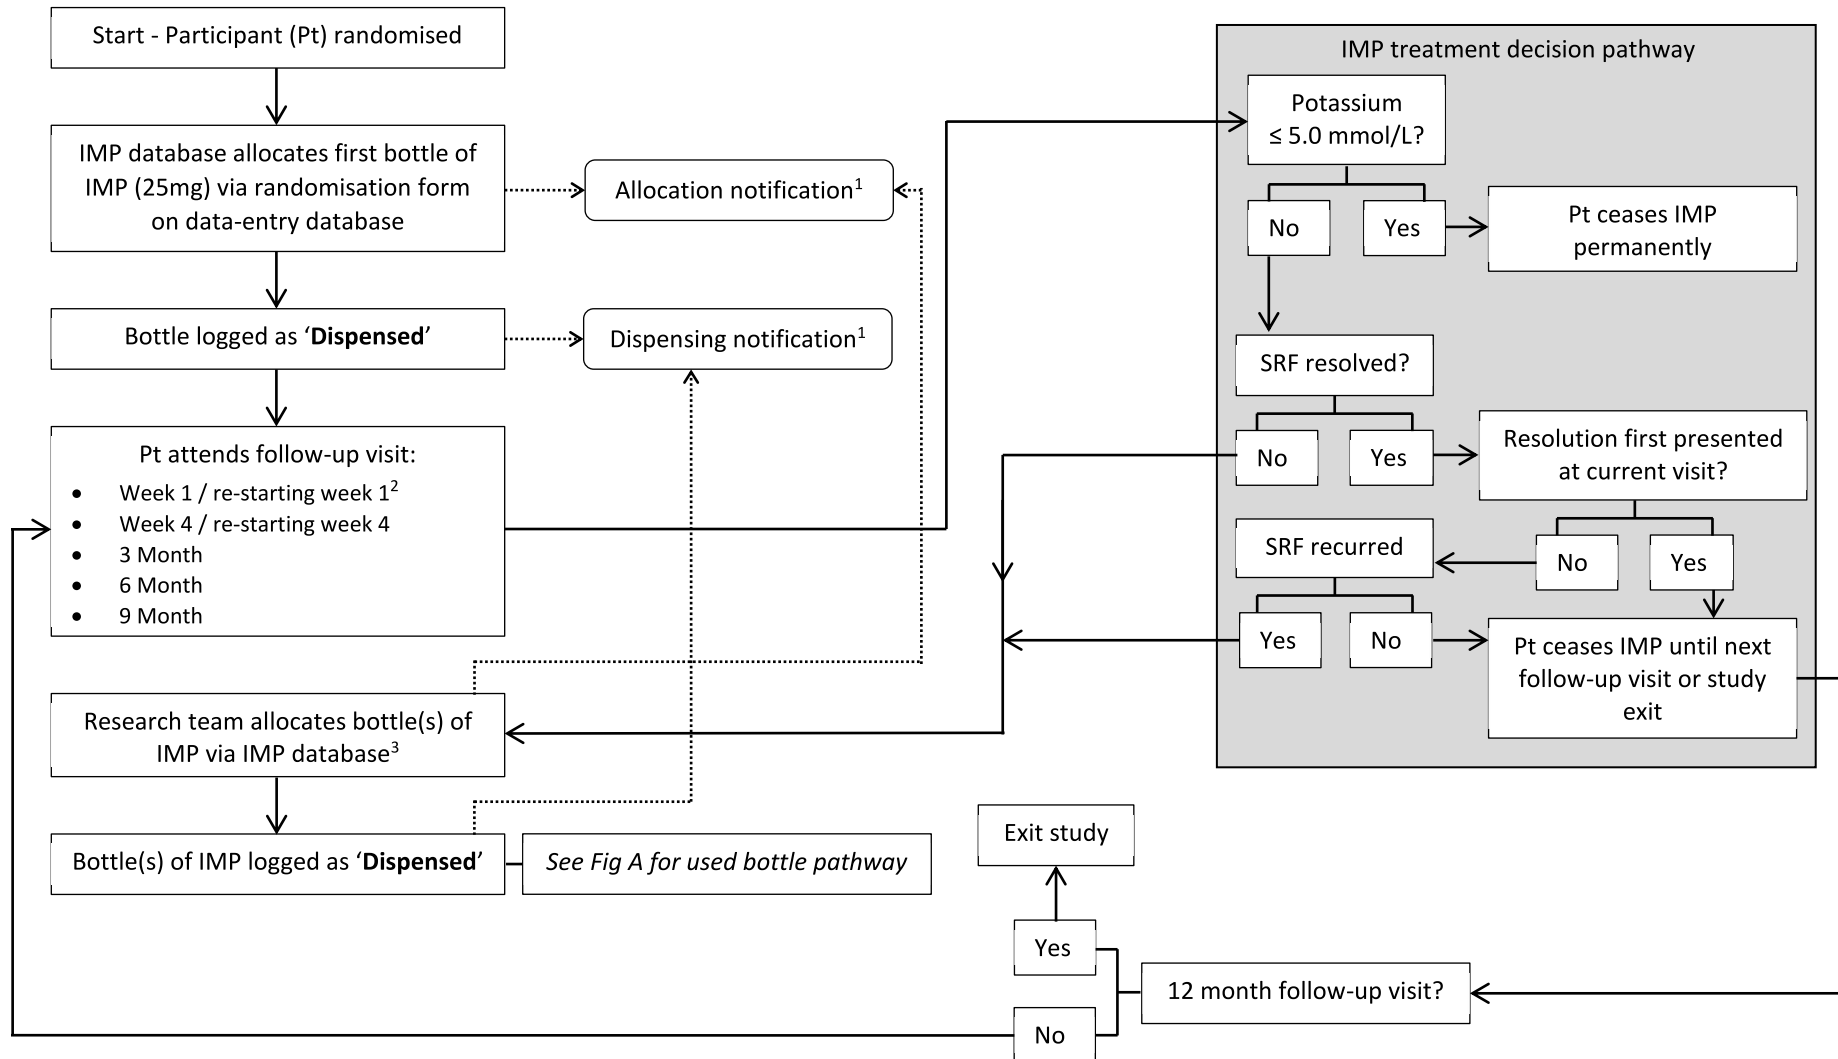 Start - Participant (Pt) randomised
IMP database allocates first bottle of
IMP (25mg) via randomisation form
on data-entry database
Allocation notification¹
Bottle logged as ‘Dispensed’
Dispensing notification¹
Pt attends follow-up visit:
• Week 1 / re-starting week 1²
• Week 4 / re-starting week 4
• 3 Month
• 6 Month
• 9 Month
Research team allocates bottle(s) of
IMP via IMP database³
Bottle(s) of IMP logged as ‘Dispensed’
See Fig A for used bottle pathway
IMP treatment decision pathway
Potassium
≤ 5.0 mmol/L?
No
Yes
Pt ceases IMP
permanently
SRF resolved?
No
Yes
Resolution first presented
at current visit?
No
Yes
SRF recurred
Yes
No
Pt ceases IMP until next
follow-up visit or study
exit
Exit study
Yes
12 month follow-up visit?
No